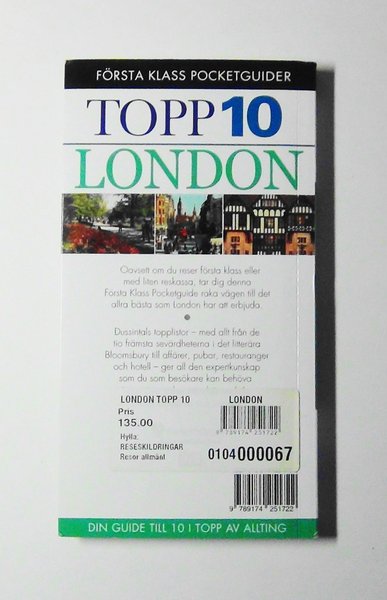 FÖRSTA KLASS POCKETGUIDER
TOPP 10
LONDON
Oavsett om du reser första klass eller
med liten reskassa, tar dig denna
Första Klass Pocketguide raka vägen till det
allra bästa som London har att erbjuda.
Dussintals topplistor – med allt från de
tio främsta sevärdheterna i det litterära
Bloomsbury till affärer, pubar, restauranger
och hotell – ger all den expertkunskap
som du som besökare kan behöva
LONDON TOPP 10 LONDON
Pris
135.00
9 789174 251722
Hylla:
RESESKILDRINGAR
Resor allmänt
0104000067
9 789174 251722
DIN GUIDE TILL 10 I TOPP AV ALLTING